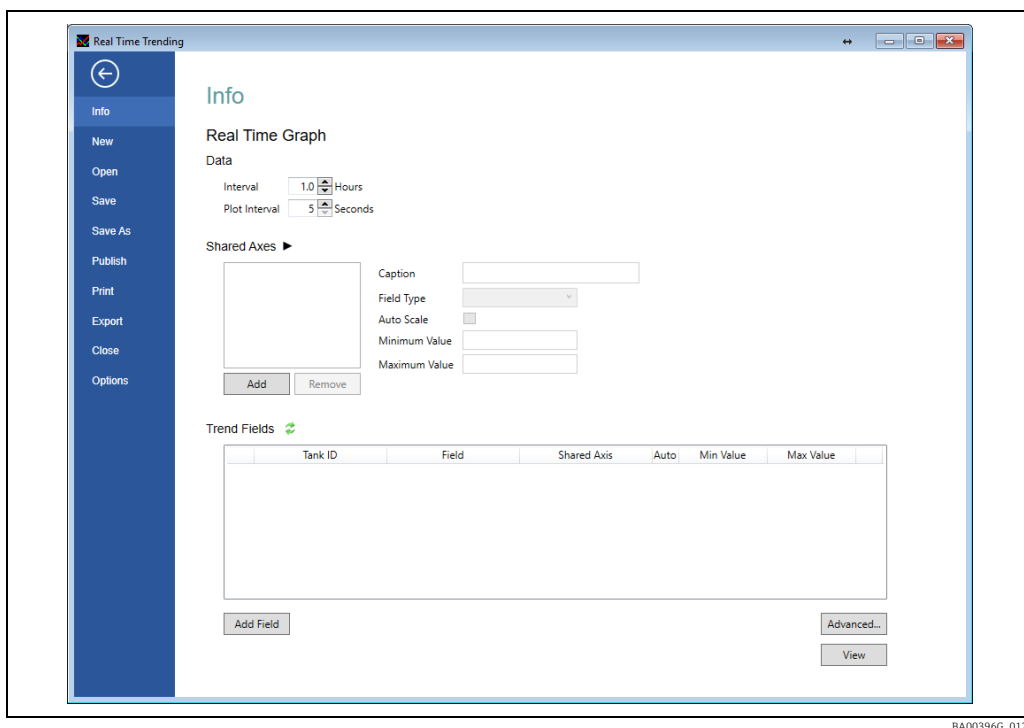 Real Time Trending
Info
New
Open
Save
Save As
Publish
Print
Export
Close
Options
Info
Real Time Graph
Data
Interval 1.0 Hours
Plot Interval 5 Seconds
Shared Axes
Caption
Field Type
Auto Scale
Minimum Value
Maximum Value
Add Remove
Trend Fields
Tank ID Field Shared Axis Auto Min Value Max Value
Add Field Advanced...
View